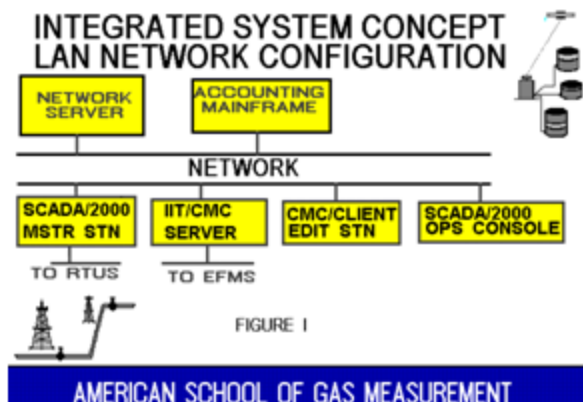 INTEGRATED SYSTEM CONCEPT
LAN NETWORK CONFIGURATION
NETWORK
SERVER
ACCOUNTING
MAINFRAME
NETWORK
SCADA/2000
MSTR STN
IIT/CMC
SERVER
CMC/CLIENT
EDIT STN
SCADA/2000
OPS CONSOLE
TO RTUS
TO EFMS
FIGURE I
AMERICAN SCHOOL OF GAS MEASUREMENT